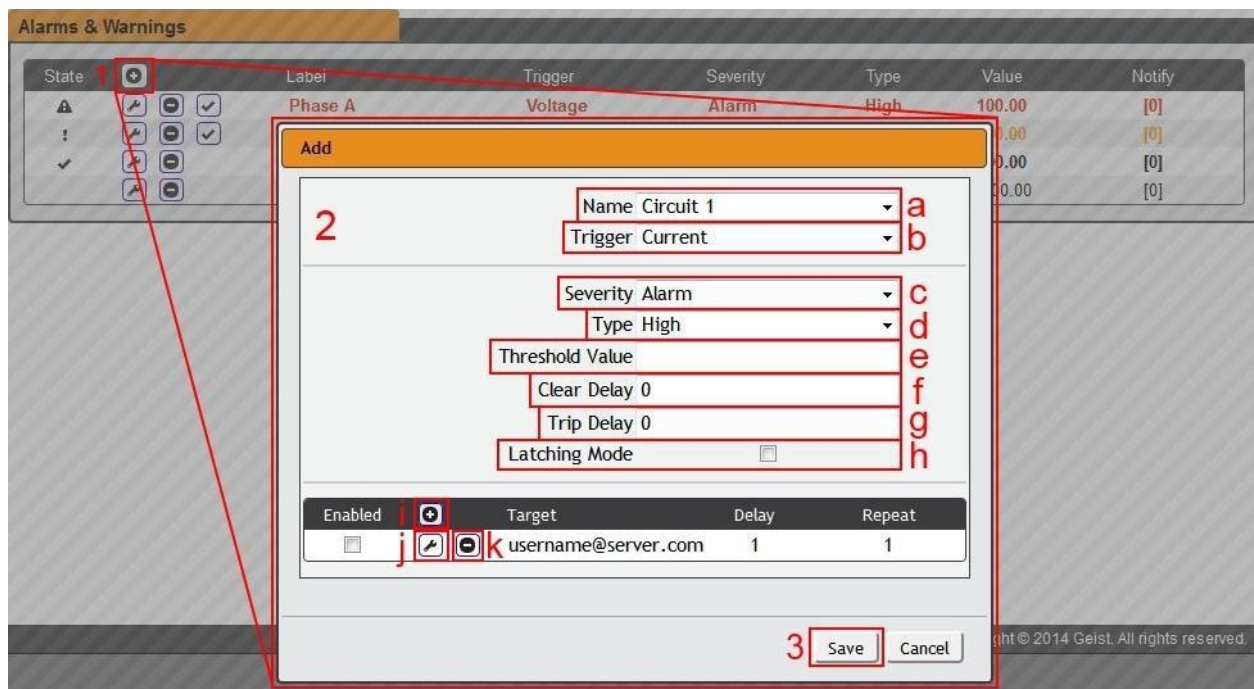 Alarms & Warnings
State 1 Label Trigger Severity Type Value Notify
Phase A Voltage Alarm High 100.00 [0]
[0]
.00 [0]
00.00 [0]
Add
2
Name Circuit 1 a
Trigger Current b
Severity Alarm c
Type High d
Threshold Value e
Clear Delay 0 f
Trip Delay 0 g
Latching Mode h
Enabled i Target Delay Repeat
j k username@server.com 1 1
3 Save Cancel
© 2014 Geist. All rights reserved.